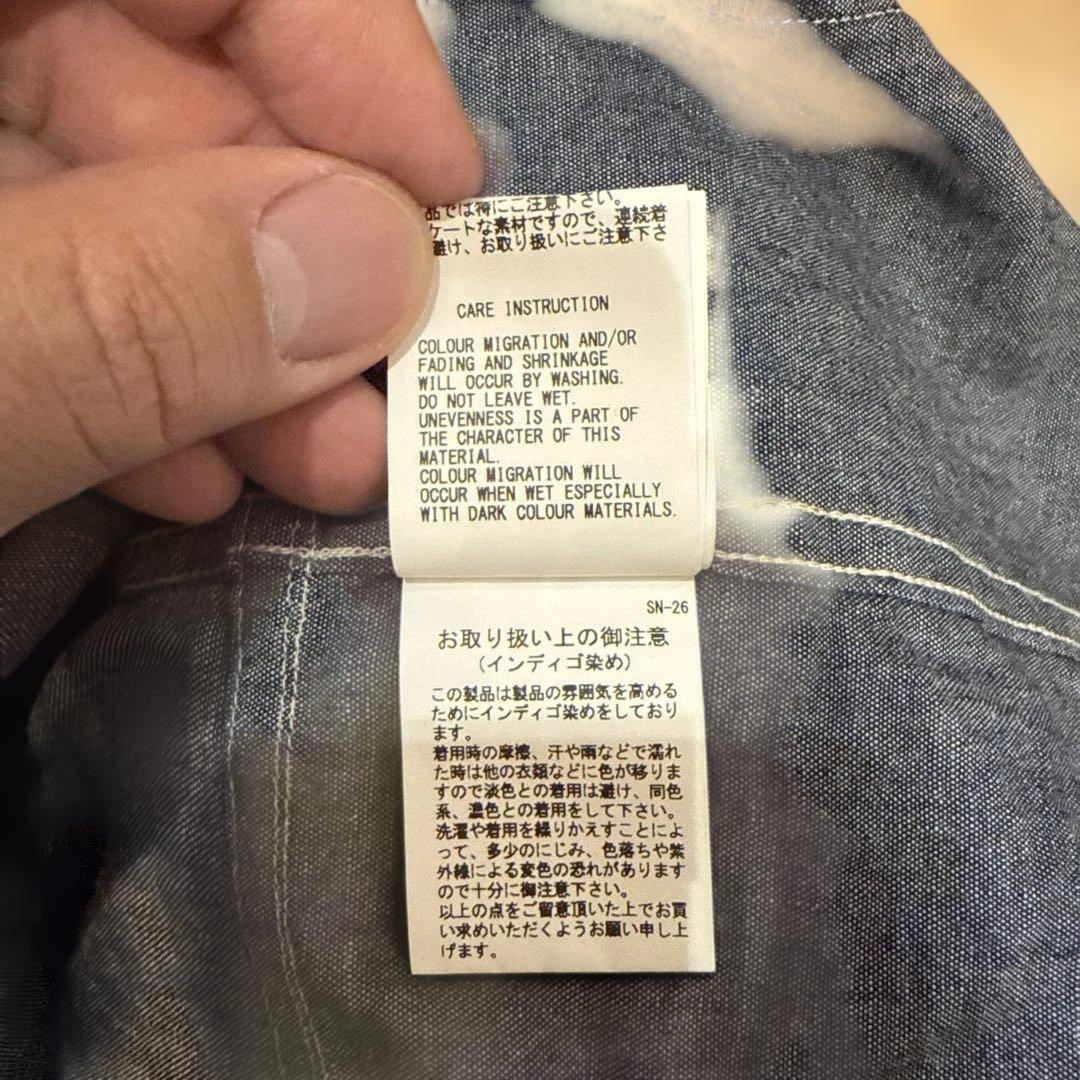 品では特にご注意下さい。
ケートな素材ですので、連続着
避け、お取り扱いにご注意下さ
CARE INSTRUCTION
COLOUR MIGRATION AND/OR
FADING AND SHRINKAGE
WILL OCCUR BY WASHING.
DO NOT LEAVE WET.
UNEVENNESS IS A PART OF
THE CHARACTER OF THIS
MATERIAL.
COLOUR MIGRATION WILL
OCCUR WHEN WET ESPECIALLY
WITH DARK COLOUR MATERIALS.
SN-26
お取り扱い上の御注意
(インディゴ染め)
この製品は製品の雰囲気を高める
ためにインディゴ染めをしており
ます。
着用時の摩擦、汗や雨などで濡れ
た時は他の衣類などに色が移りま
すので淡色との着用は避け、同色
系、濃色との着用をして下さい。
洗濯や着用を繰りかえすことによ
って、多少のにじみ、色落ちや紫
外線による変色の恐れがあります
ので十分に御注意下さい。
以上の点をご留意頂いた上でお買
い求めいただくようお願い申し上
げます。